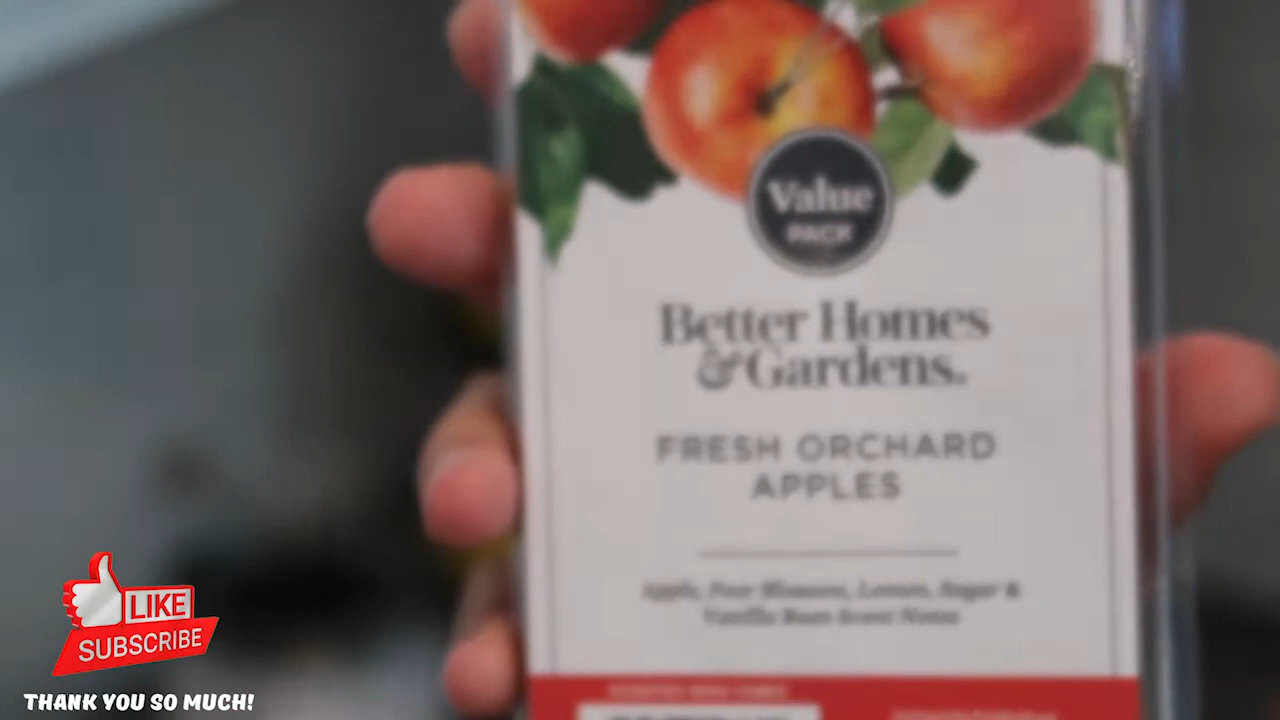 Value
PACK
Better Homes
& Gardens.
FRESH ORCHARD
APPLES
Apple, Pear Blossom, Lemon, Sugar &
Vanilla Bean Scent Notes
LIKE
SUBSCRIBE
THANK YOU SO MUCH!